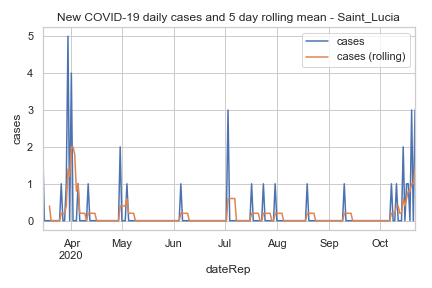 New COVID-19 daily cases and 5 day rolling mean - Saint_Lucia
cases
cases (rolling)
5
4
3
2
1
0
cases
Apr
2020
May
Jun
Jul
Aug
Sep
Oct
dateRep